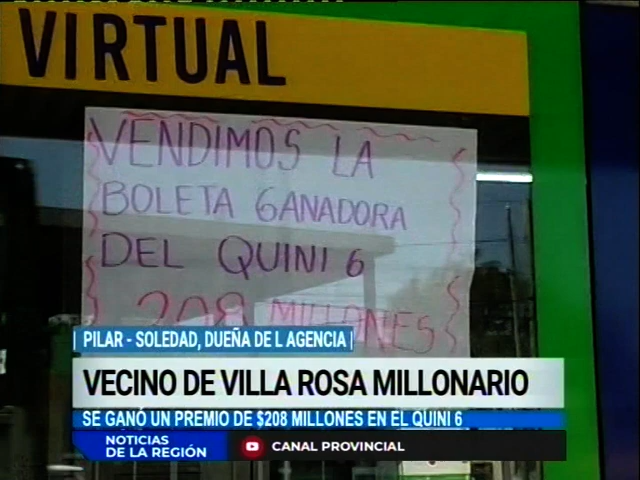 VIRTUAL
VENDIMOS LA
BOLETA GANADORA
DEL QUINI 6
208 MILLONES
PILAR - SOLEDAD, DUEÑA DE L AGENCIA
VECINO DE VILLA ROSA MILLONARIO
SE GANÓ UN PREMIO DE $208 MILLONES EN EL QUINI 6
NOTICIAS
DE LA REGIÓN
CANAL PROVINCIAL